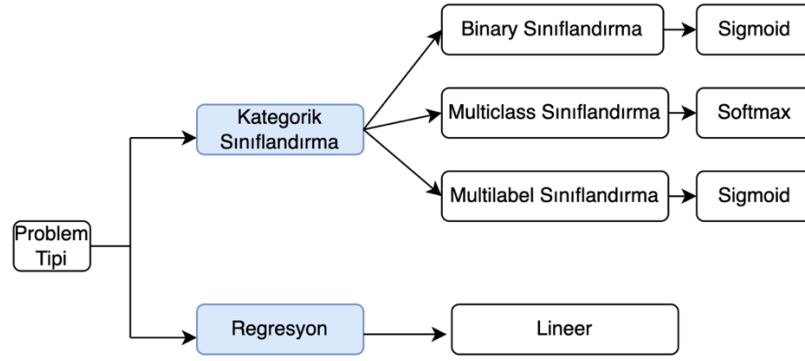 Problem
Tipi
Kategorik
Sınıflandırma
Binary Sınıflandırma
Sigmoid
Multiclass Sınıflandırma
Softmax
Multilabel Sınıflandırma
Sigmoid
Regresyon
Lineer